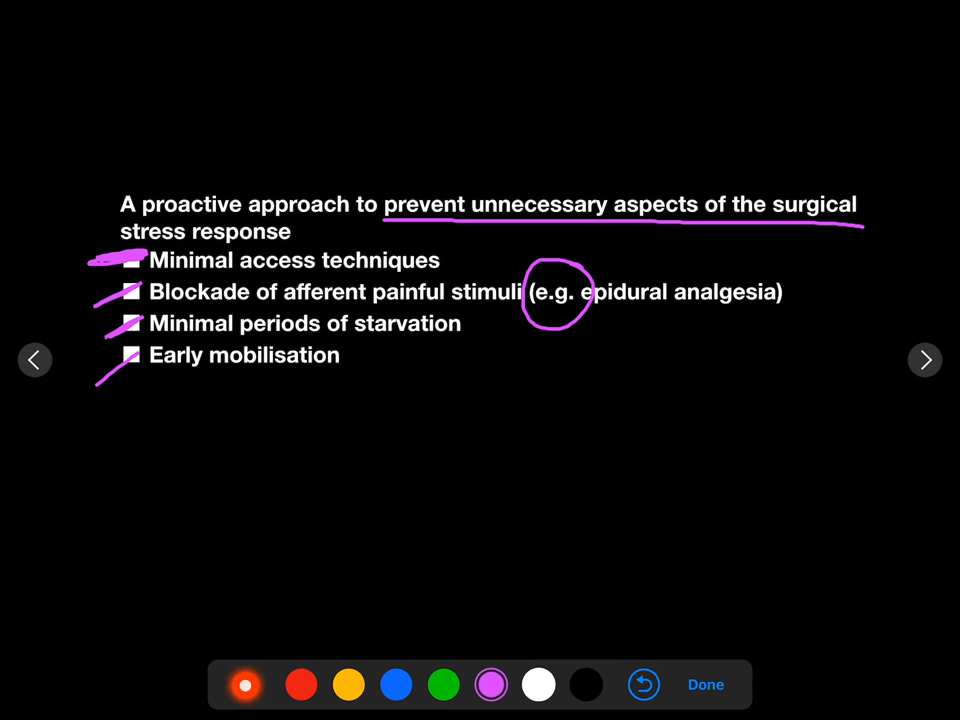 A proactive approach to prevent unnecessary aspects of the surgical
stress response
■ Minimal access techniques
■ Blockade of afferent painful stimuli (e.g. epidural analgesia)
■ Minimal periods of starvation
■ Early mobilisation
Done